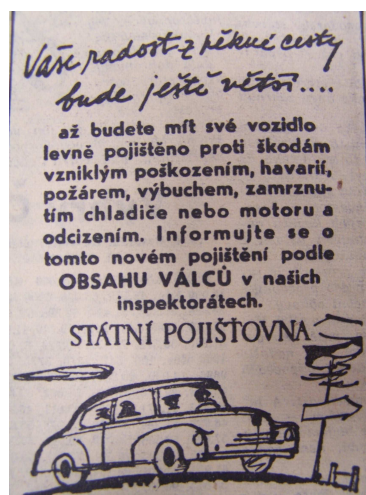 Vaše radost z pěkné cesty
bude ještě větší....
až budete mít své vozidlo
levně pojištěno proti škodám
vzniklým poškozením, havarií,
požárem, výbuchem, zamrznu-
tím chladiče nebo motoru a
odcizením. Informujte se o
tomto novém pojištění podle
OBSAHU VÁLCŮ v našich
inspektorátech.
STÁTNÍ POJIŠŤOVNA